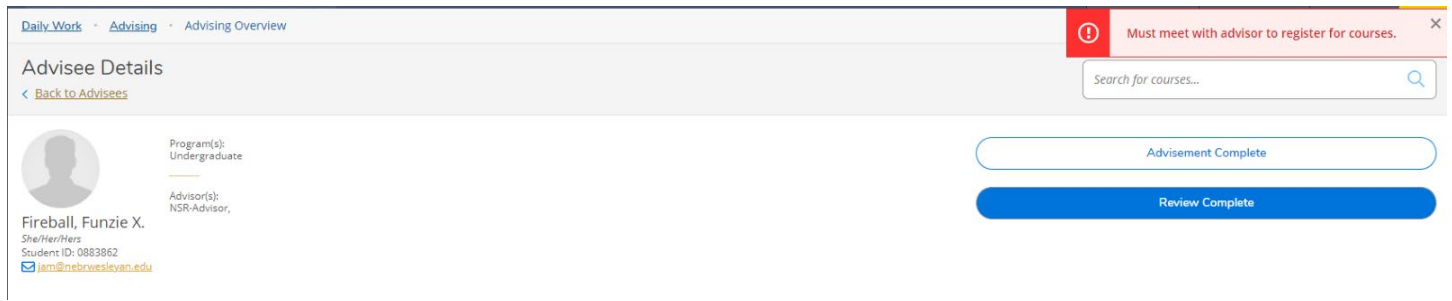 Daily Work · Advising · Advising Overview
Must meet with advisor to register for courses.
Advisee Details
< Back to Advisees
Search for courses...
Program(s):
Undergraduate
Advisor(s):
NSR-Advisor,
Advisement Complete
Review Complete
Fireball, Funzie X.
She/Her/Hers
Student ID: 0883862
jam@nebrwesleyan.edu